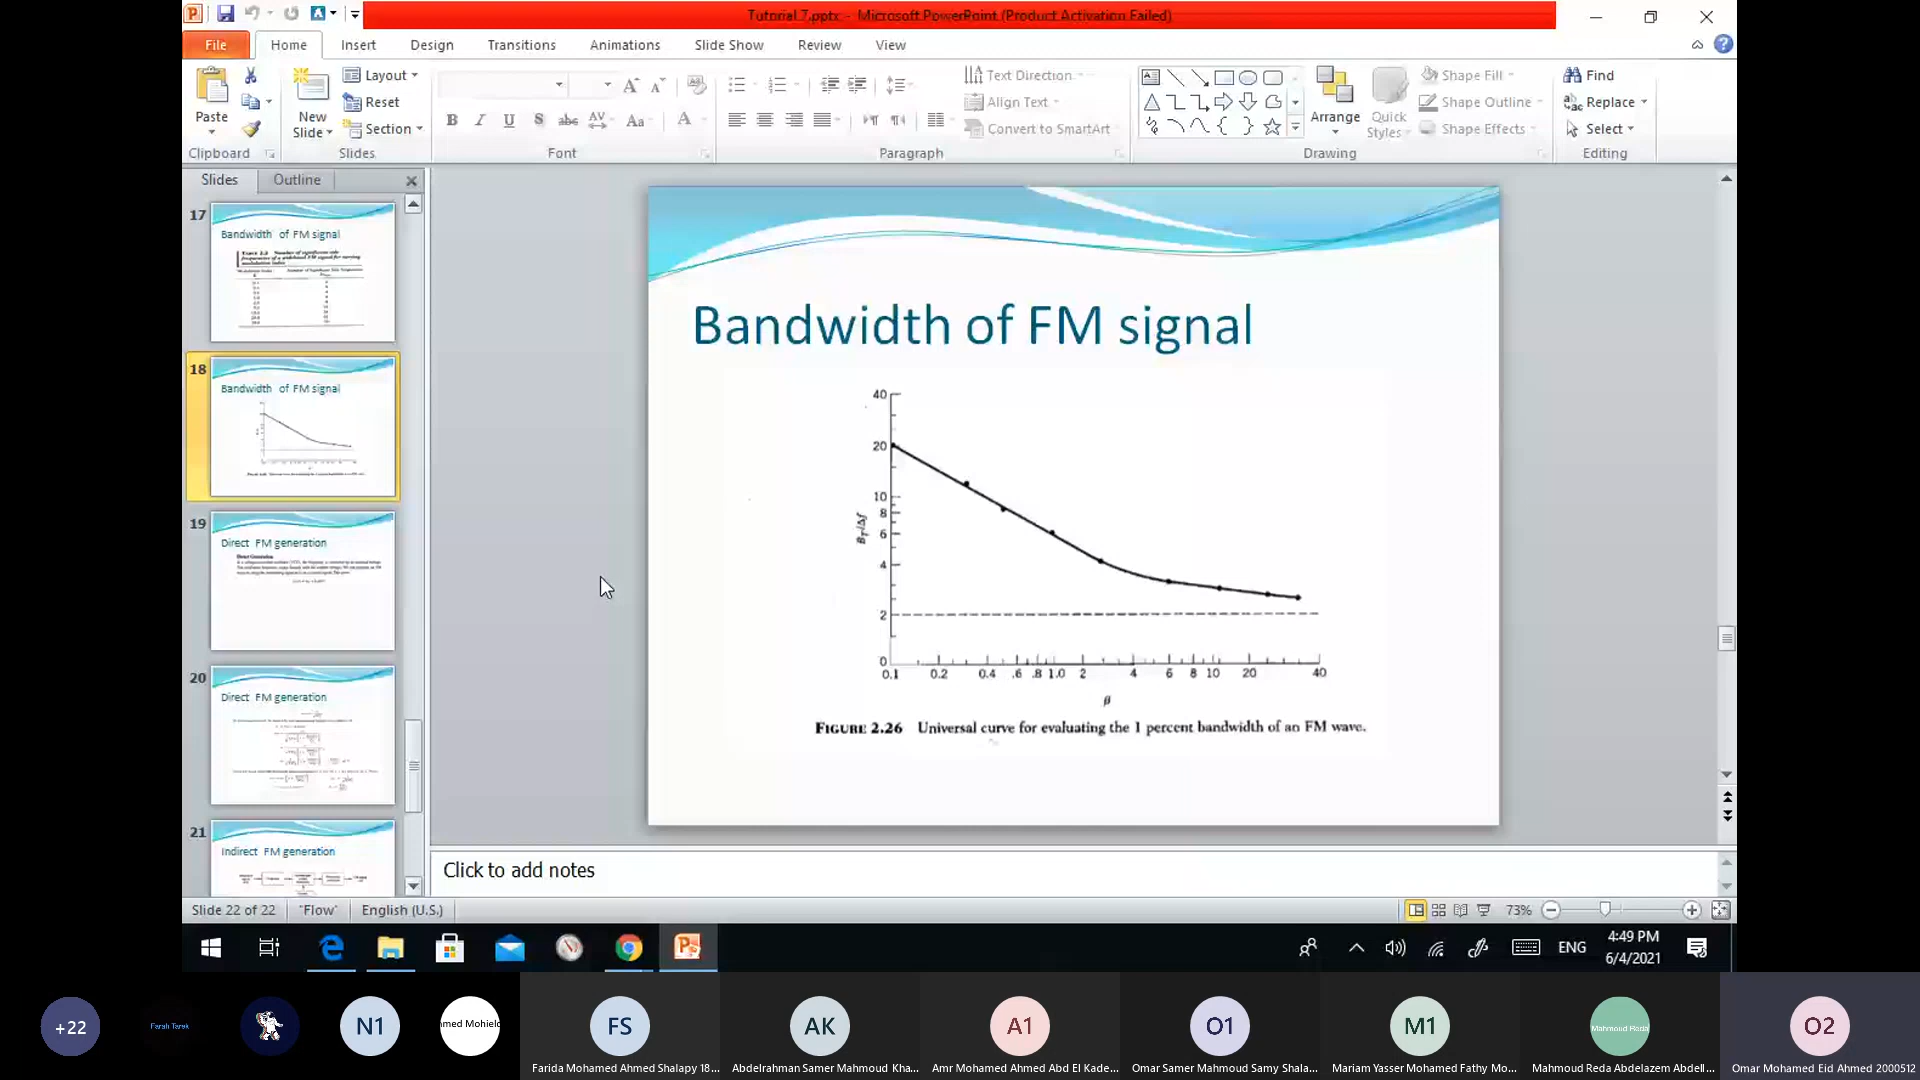 Tutorial 7.pptx - Microsoft PowerPoint (Product Activation Failed)
File Home Insert Design Transitions Animations Slide Show Review View
Paste
Clipboard
New Slide
Layout
Reset
Section
Slides
Font
Text Direction
Align Text
Convert to SmartArt
Paragraph
Arrange
Quick Styles
Shape Fill
Shape Outline
Shape Effects
Drawing
Find
Replace
Select
Editing
Slides Outline
17
Bandwidth of FM signal
18
Bandwidth of FM signal
19
Direct FM generation
20
Direct FM generation
21
Indirect FM generation
Bandwidth of FM signal
40
20
10
8
6
4
2
0
B_T/Δf
0.1 0.2 0.4 .6 .8 1.0 2 4 6 8 10 20 40
β
FIGURE 2.26 Universal curve for evaluating the 1 percent bandwidth of an FM wave.
Click to add notes
Slide 22 of 22 "Flow" English (U.S.) 73%
ENG
4:49 PM
6/4/2021
+22
Farah Tarek
N1
FS
AK
A1
O1
M1
Mahmoud Reda
O2
Farida Mohamed Ahmed Shalapy 18...
Abdelrahman Samer Mahmoud Kha...
Amr Mohamed Ahmed Abd El Kade...
Omar Samer Mahmoud Samy Shala...
Mariam Yasser Mohamed Fathy Mo...
Mahmoud Reda Abdelazem Abdell...
Omar Mohamed Eid Ahmed 2000512